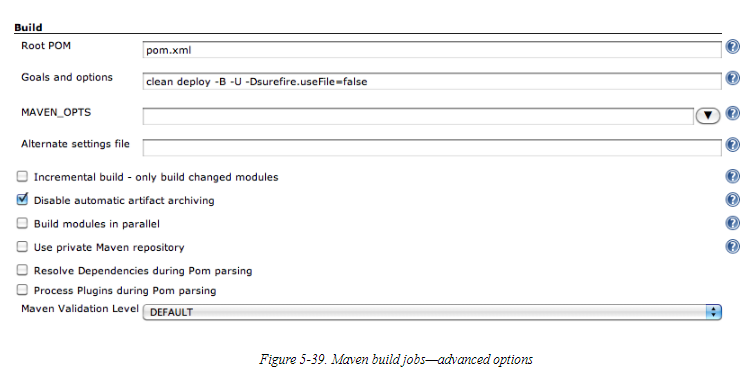 Build
Root POM
pom.xml
Goals and options
clean deploy -B -U -Dsurefire.useFile=false
MAVEN_OPTS
Alternate settings file
Incremental build - only build changed modules
Disable automatic artifact archiving
Build modules in parallel
Use private Maven repository
Resolve Dependencies during Pom parsing
Process Plugins during Pom parsing
Maven Validation Level
DEFAULT
Figure 5-39. Maven build jobs—advanced options